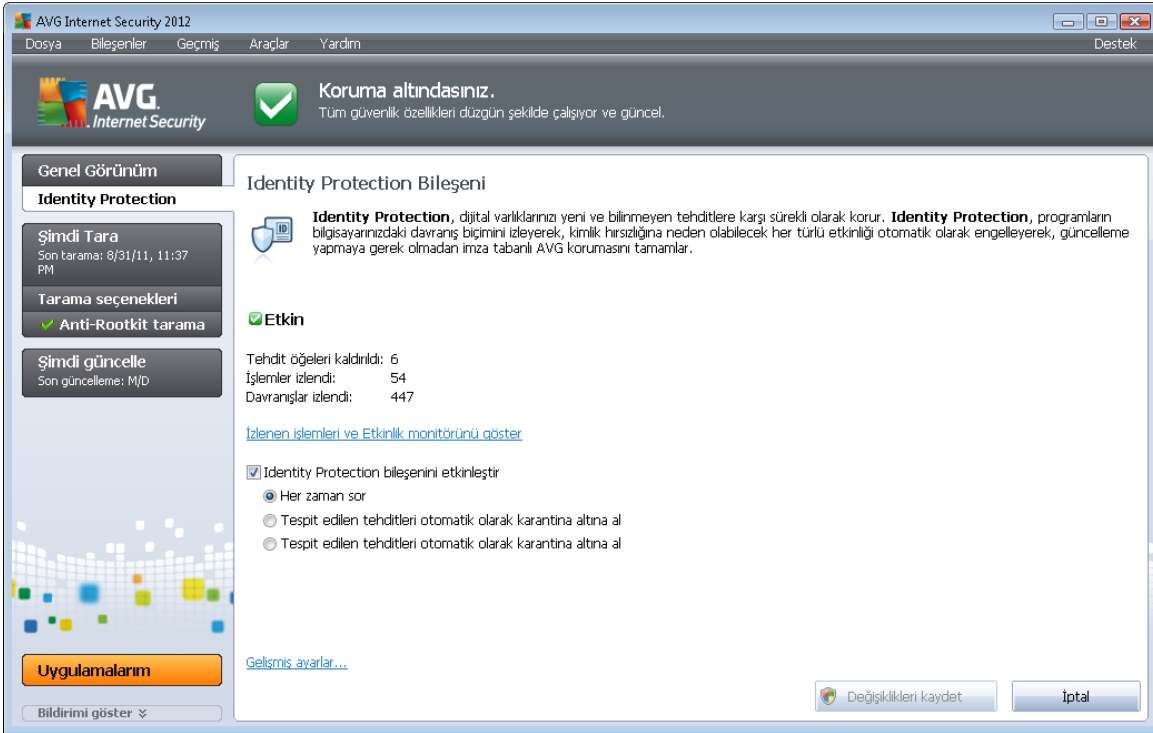 AVG Internet Security 2012
Dosya Bileşenler Geçmiş Araçlar Yardım Destek
AVG.
Internet Security
Koruma altındasınız.
Tüm güvenlik özellikleri düzgün şekilde çalışıyor ve güncel.
Genel Görünüm
Identity Protection
Şimdi Tara
Son tarama: 8/31/11, 11:37
PM
Tarama seçenekleri
Anti-Rootkit tarama
Şimdi güncelle
Son güncelleme: M/D
Uygulamalarım
Bildirimi göster
Identity Protection Bileşeni
ID
Identity Protection, dijital varlıklarınızı yeni ve bilinmeyen tehditlere karşı sürekli olarak korur. Identity Protection, programların
bilgisayarınızdaki davranış biçimini izleyerek, kimlik hırsızlığına neden olabilecek her türlü etkinliği otomatik olarak engelleyerek, güncelleme
yapmaya gerek olmadan imza tabanlı AVG korumasını tamamlar.
Etkin
Tehdit öğeleri kaldırıldı: 6
İşlemler izlendi: 54
Davranışlar izlendi: 447
İzlenen işlemleri ve Etkinlik monitörünü göster
Identity Protection bileşenini etkinleştir
Her zaman sor
Tespit edilen tehditleri otomatik olarak karantina altına al
Tespit edilen tehditleri otomatik olarak karantina altına al
Gelişmiş ayarlar...
Değişiklikleri kaydet
İptal